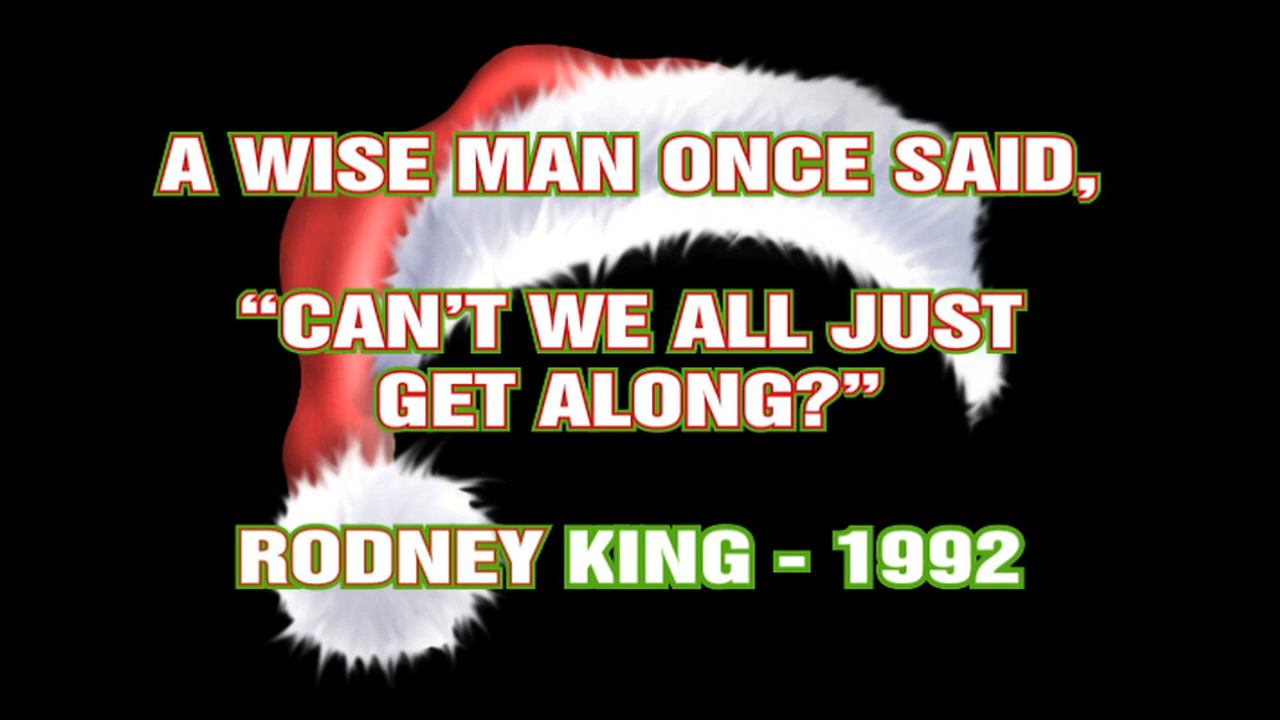 A WISE MAN ONCE SAID,
“CAN’T WE ALL JUST
GET ALONG?”
RODNEY KING - 1992